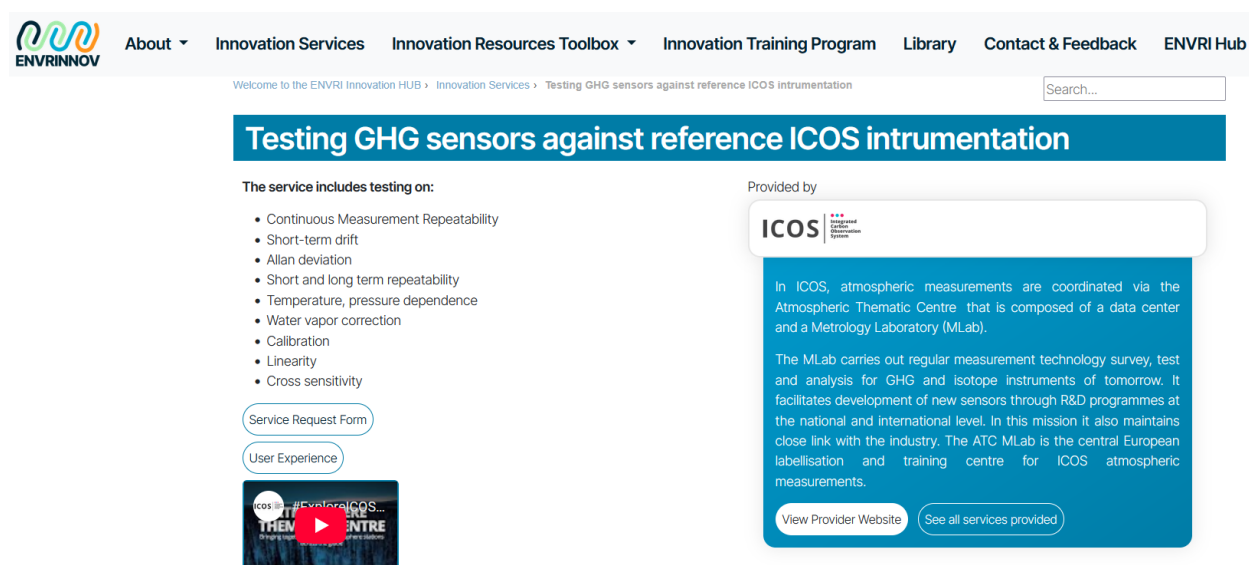 ENVRINNOV
About
Innovation Services
Innovation Resources Toolbox
Innovation Training Program
Library
Contact & Feedback
ENVRI Hub
Welcome to the ENVRI Innovation HUB › Innovation Services › Testing GHG sensors against reference ICOS intrumentation
Search...
Testing GHG sensors against reference ICOS intrumentation
The service includes testing on:
• Continuous Measurement Repeatability
• Short-term drift
• Allan deviation
• Short and long term repeatability
• Temperature, pressure dependence
• Water vapor correction
• Calibration
• Linearity
• Cross sensitivity
Service Request Form
User Experience
ICOS
#ExploreICOS...
Provided by
ICOS
Integrated
Carbon
Observation
System
In ICOS, atmospheric measurements are coordinated via the
Atmospheric Thematic Centre that is composed of a data center
and a Metrology Laboratory (MLab).
The MLab carries out regular measurement technology survey, test
and analysis for GHG and isotope instruments of tomorrow. It
facilitates development of new sensors through R&D programmes at
the national and international level. In this mission it also maintains
close link with the industry. The ATC MLab is the central European
labellisation and training centre for ICOS atmospheric
measurements.
View Provider Website
See all services provided